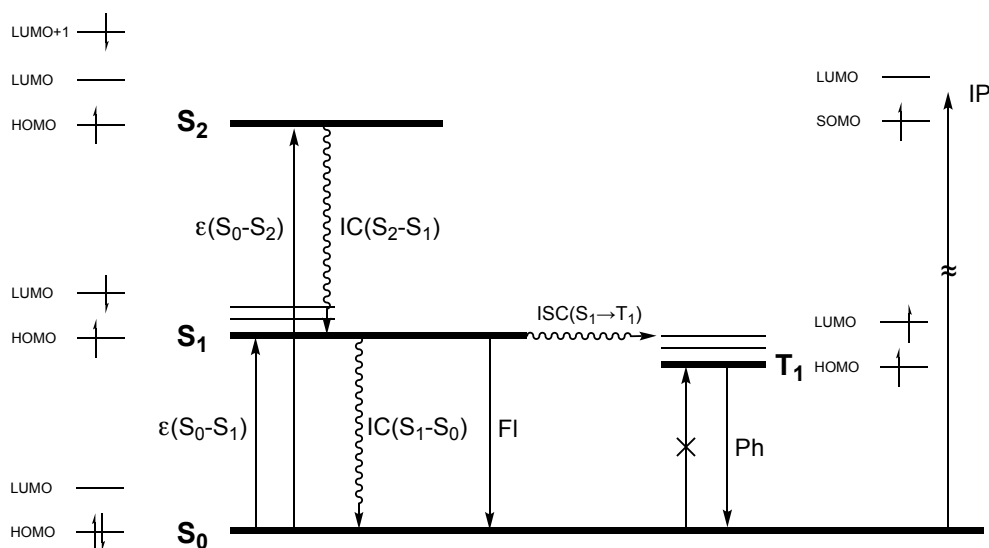 LUMO+1
LUMO
HOMO
S2
LUMO
SOMO
IP
ε(S0-S2)
IC(S2-S1)
≈
LUMO
HOMO
S1
ISC(S1→T1)
LUMO
HOMO
T1
ε(S0-S1)
IC(S1-S0)
Fl
Ph
LUMO
HOMO
S0